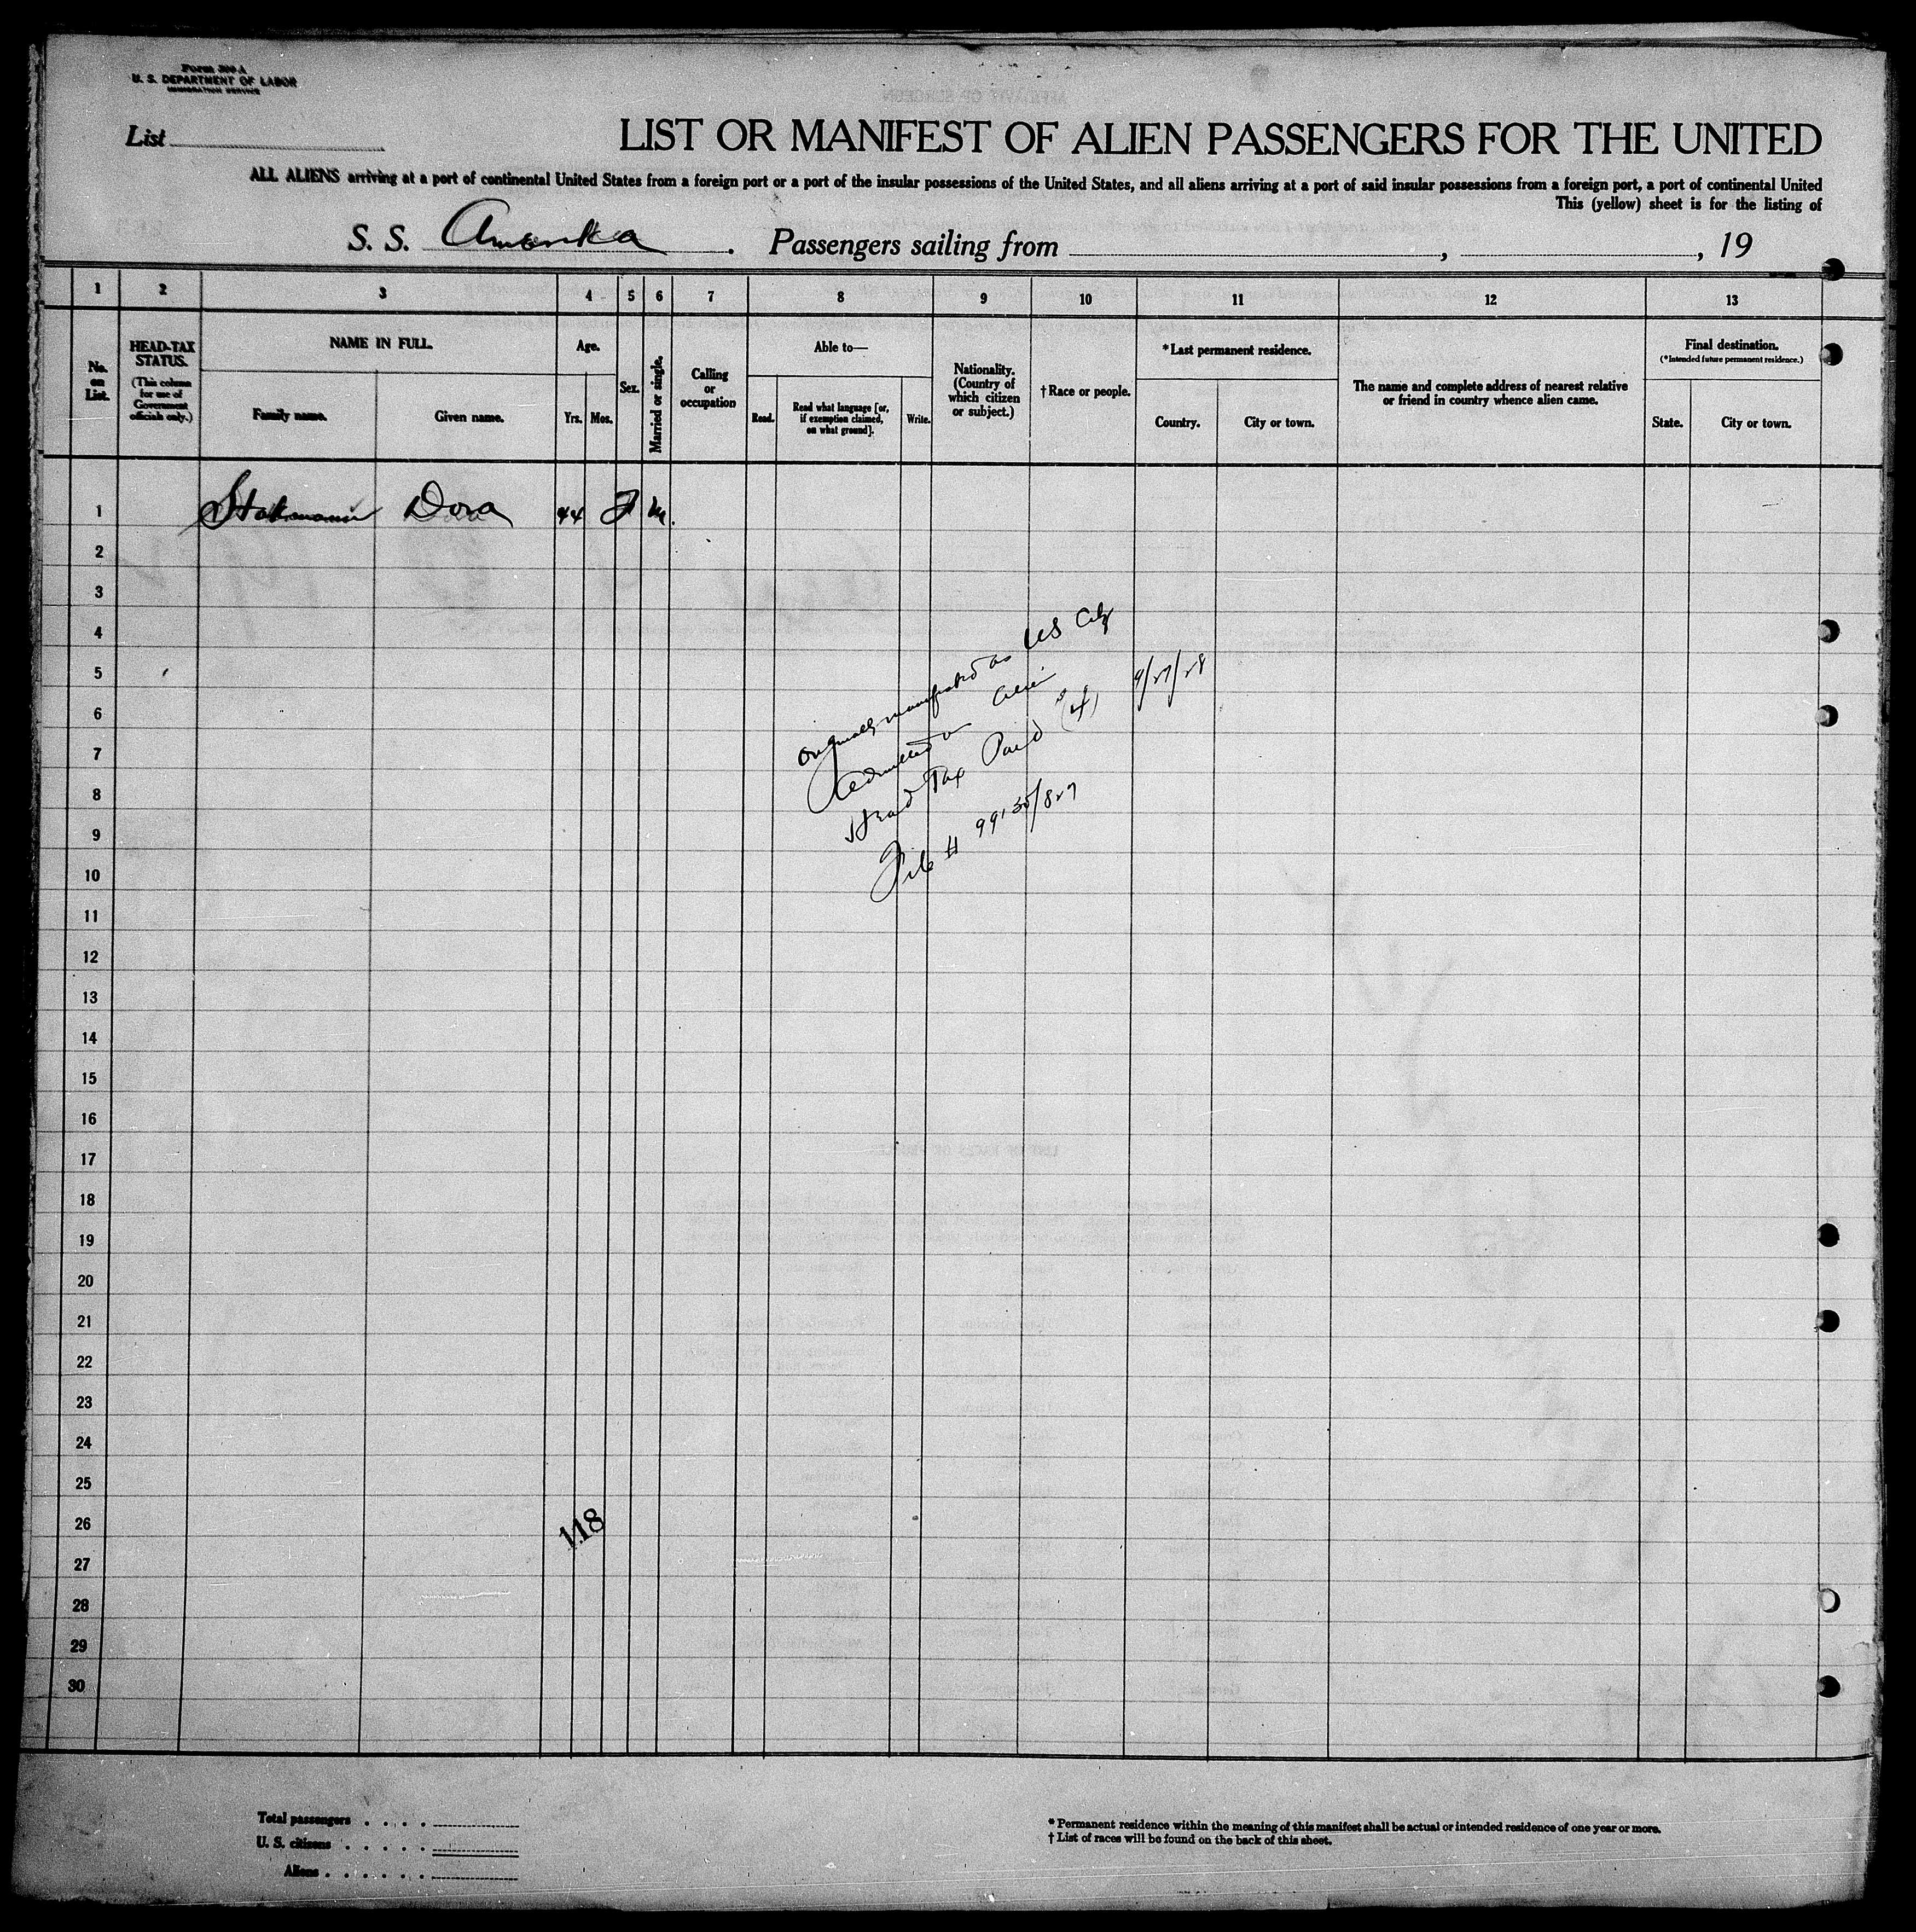 Form 500 A
U. S. DEPARTMENT OF LABOR
IMMIGRATION SERVICE
List
LIST OR MANIFEST OF ALIEN PASSENGERS FOR THE UNITED
ALL ALIENS arriving at a port of continental United States from a foreign port or a port of the insular possessions of the United States, and all aliens arriving at a port of said insular possessions from a foreign port, a port of continental United
This (yellow) sheet is for the listing of
S. S. Amerika . Passengers sailing from , , 19
1 2 3 4 5 6 7 8 9 10 11 12 13
No. on List.
HEAD-TAX STATUS.
(This column for use of Government officials only.)
NAME IN FULL.
Family name.
Given name.
Age.
Yrs.
Mos.
Sex.
Married or single.
Calling or occupation
Able to—
Read.
Read what language [or, if exemption claimed, on what ground].
Write.
Nationality. (Country of which citizen or subject.)
† Race or people.
*Last permanent residence.
Country.
City or town.
The name and complete address of nearest relative or friend in country whence alien came.
Final destination.
(*Intended future permanent residence.)
State.
City or town.
1 Dora 44 F M.
2
3
4
5
6
7
8
9
10
11
12
13
14
15
16
17
18
19
20
21
22
23
24
25
26
27
28
29
30
Originally manifested as US
Admitted as Alien
Head Tax Paid (4) 9/27/28
File # 99
118
Total passengers
U. S. citizens
Aliens
* Permanent residence within the meaning of this manifest shall be actual or intended residence of one year or more.
† List of races will be found on the back of this sheet.